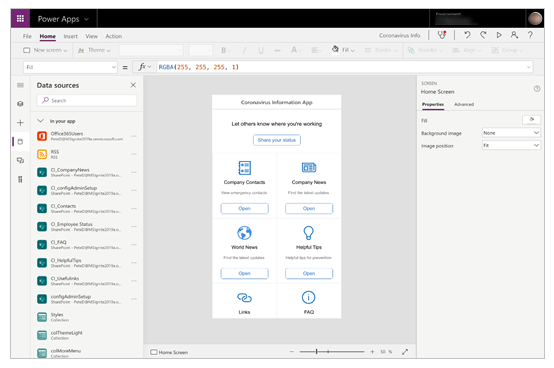 Power Apps
File Home Insert View Action Coronavirus Info
New screen Theme B Fill
Fill = fx RGBA(255, 255, 255, 1)
Data sources
Search
In your app
Office365Users
RSS
RSS
CI_CompanyNews
CI_configAdminSetup
CI_Contacts
CI_Employee Status
CI_FAQ
CI_HelpfulTips
CI_Usefulinks
configAdminSetup
Styles
Collection
colThemeLight
Collection
colMoreMenu
Coronavirus Information App
Let others know where you're working
Share your status
Company Contacts Company News
View emergency contacts Find the latest updates
Open Open
World News Helpful Tips
Find the latest updates Helpful tips for prevention
Open Open
Links FAQ
SCREEN
Home Screen
Properties Advanced
Fill
Background image None
Image position Fit
Home Screen
50 %